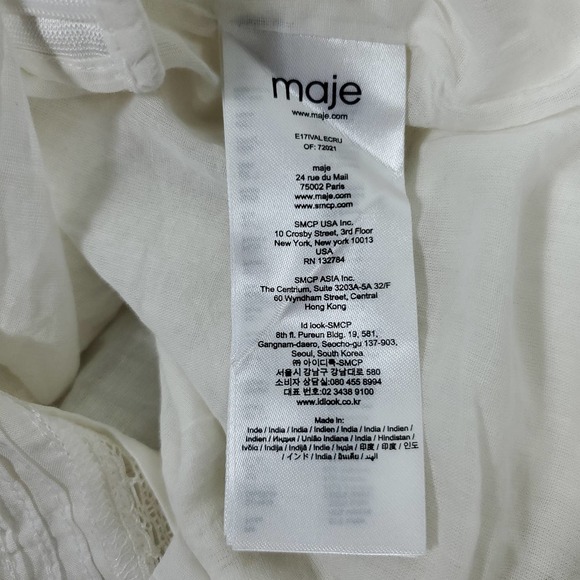 maje
www.maje.com
E17IVAL ECRU
OF: 72021
maje
24 rue du Mail
75002 Paris
www.maje.com
www.smcp.com
SMCP USA Inc.
10 Crosby Street, 3rd Floor
New York, New york 10013
USA
RN 132784
SMCP ASIA Inc.
The Centrium, Suite 3203A-5A 32/F
60 Wyndham Street, Central
Hong Kong
Id look-SMCP
8th fl. Pureun Bldg. 19, 581,
Gangnam-daero, Seocho-gu 137-903,
Seoul, South Korea
㈜ 아이디룩-SMCP
서울시 강남구 강남대로 580
소비자 상담실:080 455 8994
대표 번호:02 3438 9100
www.idlook.co.kr
Made in:
Inde / India / Indien / India / India / Indien /
Indien / Индия / União Indiana / India / Hindistan /
Ινδία / Indija / Indijā / Indie / 印度 / 印度 / 인도
/ インド / India / อินเดีย / الهند